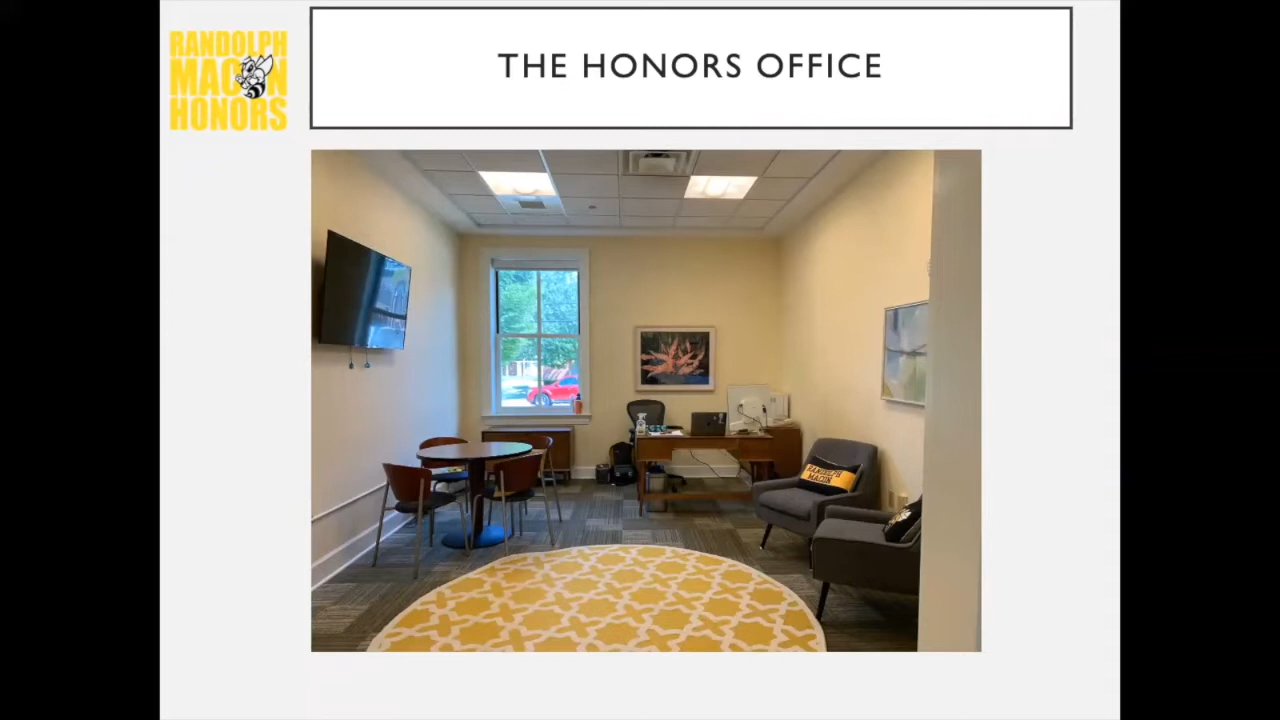 RANDOLPH
MACON
HONORS
THE HONORS OFFICE
RANDOLPH
MACON